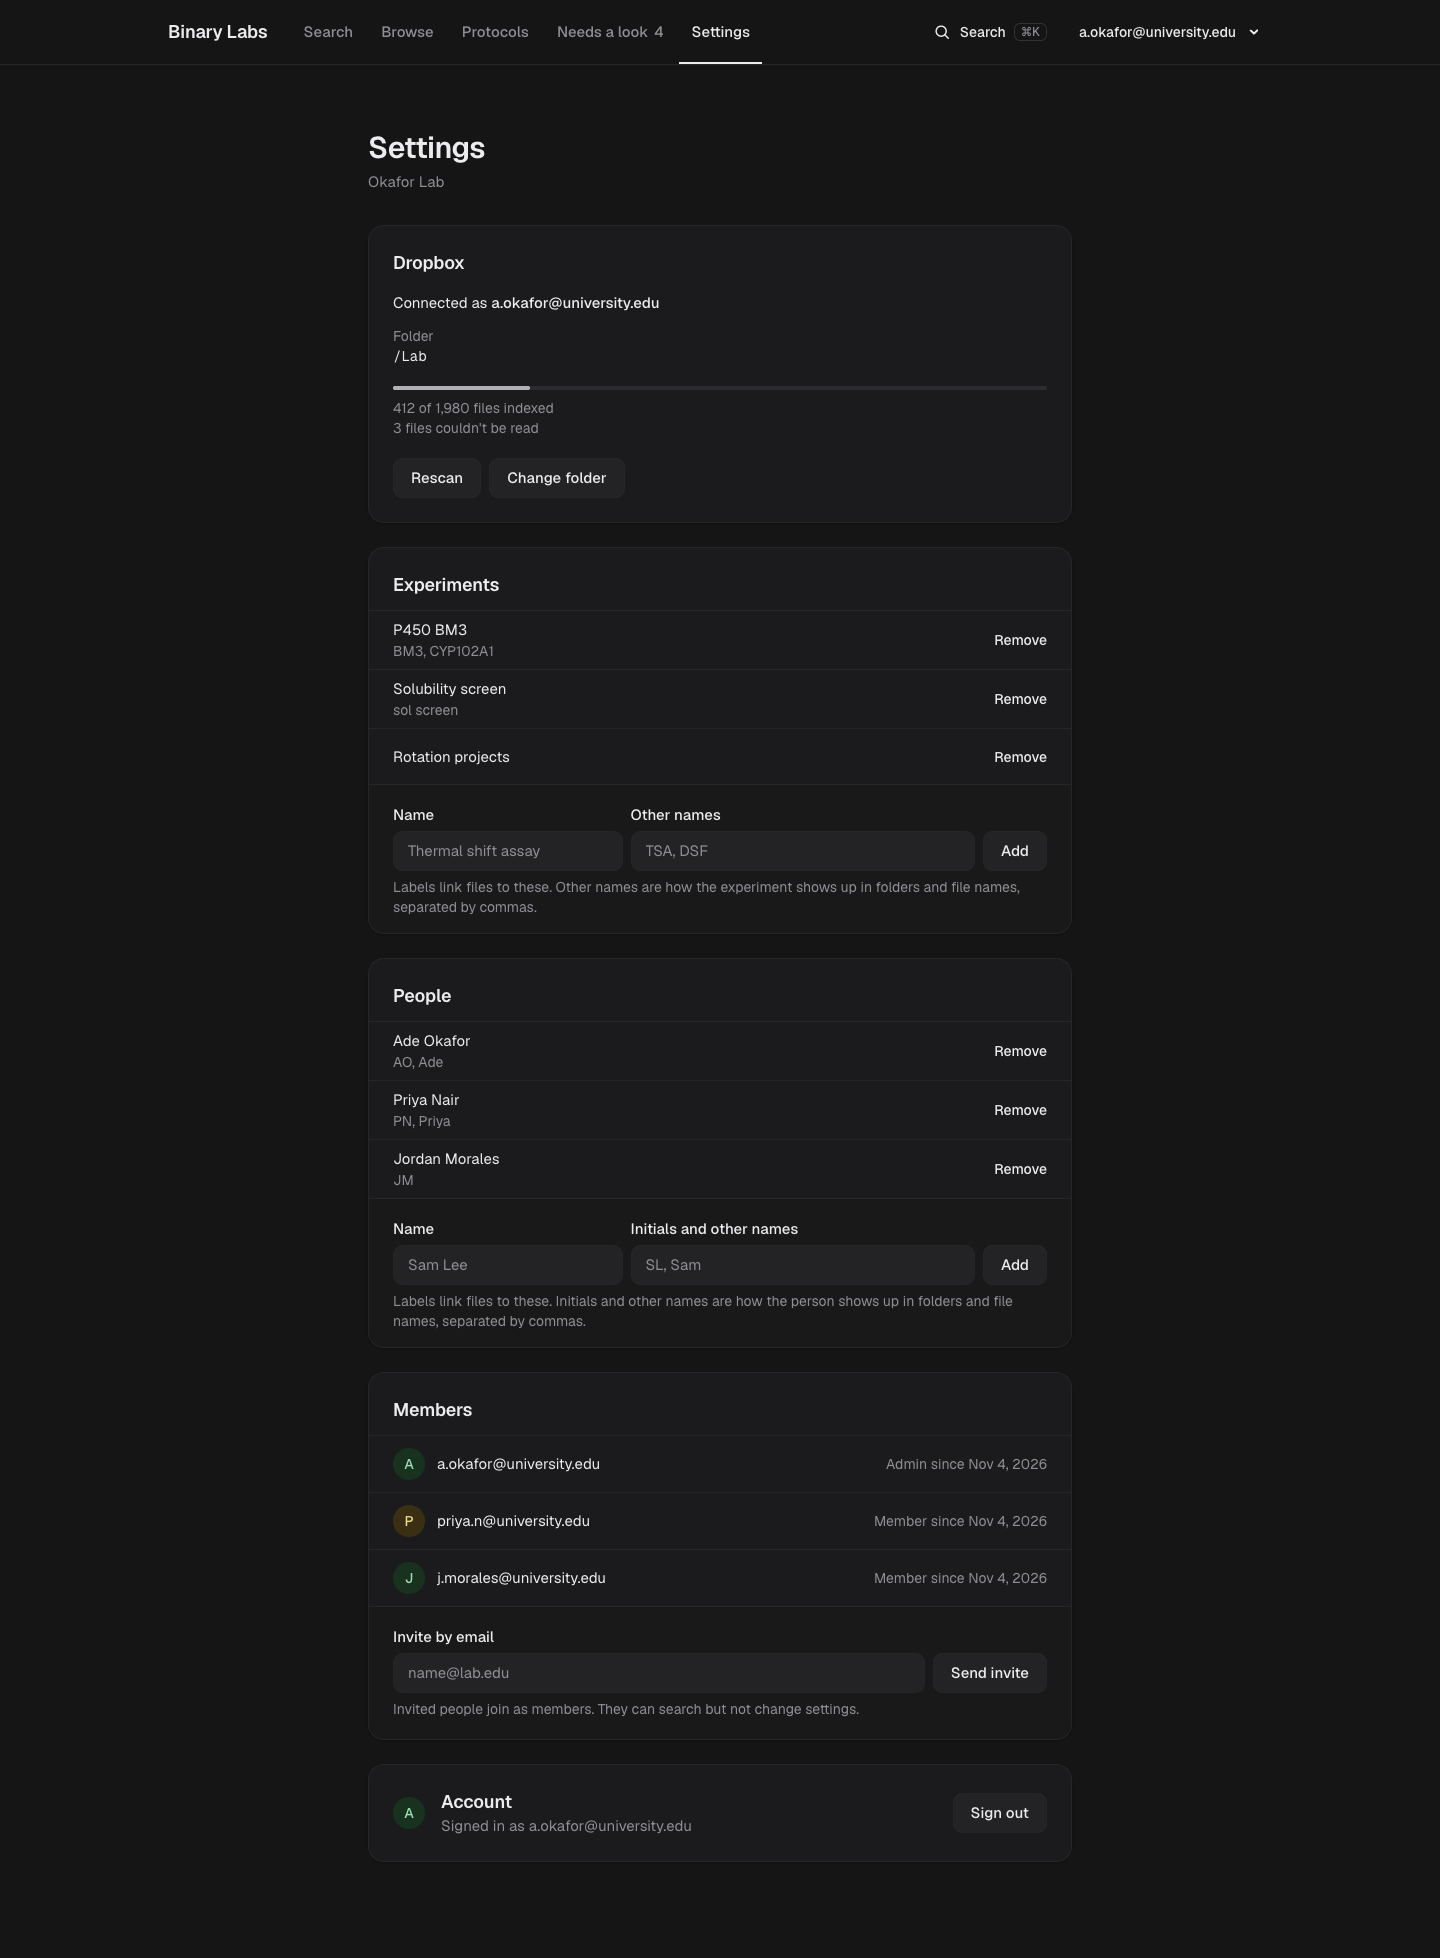 Binary Labs Search Browse Protocols Needs a look 4 Settings Search ⌘K a.okafor@university.edu
Settings
Okafor Lab
Dropbox
Connected as a.okafor@university.edu
Folder
/Lab
412 of 1,980 files indexed
3 files couldn't be read
Rescan Change folder
Experiments
P450 BM3
BM3, CYP102A1
Remove
Solubility screen
sol screen
Remove
Rotation projects Remove
Name Other names
Thermal shift assay TSA, DSF Add
Labels link files to these. Other names are how the experiment shows up in folders and file names,
separated by commas.
People
Ade Okafor
AO, Ade
Remove
Priya Nair
PN, Priya
Remove
Jordan Morales
JM
Remove
Name Initials and other names
Sam Lee SL, Sam Add
Labels link files to these. Initials and other names are how the person shows up in folders and file
names, separated by commas.
Members
A a.okafor@university.edu Admin since Nov 4, 2026
P priya.n@university.edu Member since Nov 4, 2026
J j.morales@university.edu Member since Nov 4, 2026
Invite by email
name@lab.edu Send invite
Invited people join as members. They can search but not change settings.
A Account
Signed in as a.okafor@university.edu
Sign out